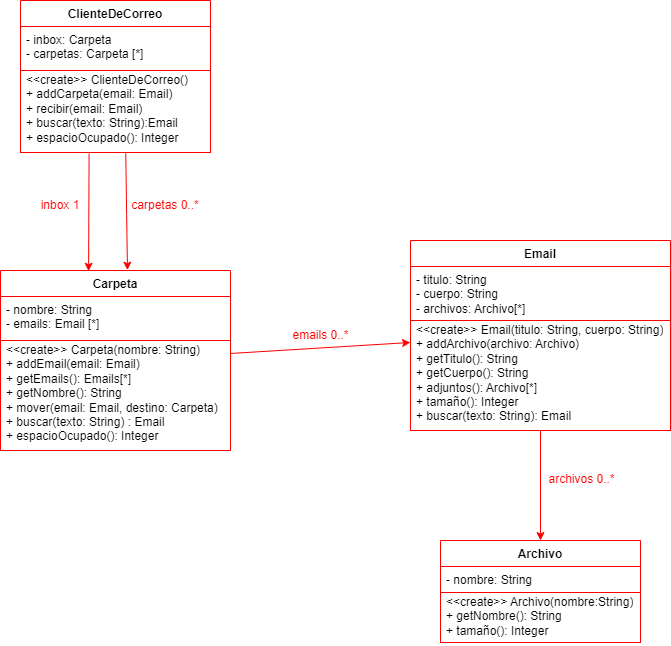 ClienteDeCorreo
- inbox: Carpeta
- carpetas: Carpeta [*]
<<create>> ClienteDeCorreo()
+ addCarpeta(email: Email)
+ recibir(email: Email)
+ buscar(texto: String):Email
+ espacioOcupado(): Integer
inbox 1
carpetas 0..*
Carpeta
- nombre: String
- emails: Email [*]
<<create>> Carpeta(nombre: String)
+ addEmail(email: Email)
+ getEmails(): Emails[*]
+ getNombre(): String
+ mover(email: Email, destino: Carpeta)
+ buscar(texto: String) : Email
+ espacioOcupado(): Integer
emails 0..*
Email
- titulo: String
- cuerpo: String
- archivos: Archivo[*]
<<create>> Email(titulo: String, cuerpo: String)
+ addArchivo(archivo: Archivo)
+ getTitulo(): String
+ getCuerpo(): String
+ adjuntos(): Archivo[*]
+ tamaño(): Integer
+ buscar(texto: String): Email
archivos 0..*
Archivo
- nombre: String
<<create>> Archivo(nombre:String)
+ getNombre(): String
+ tamaño(): Integer